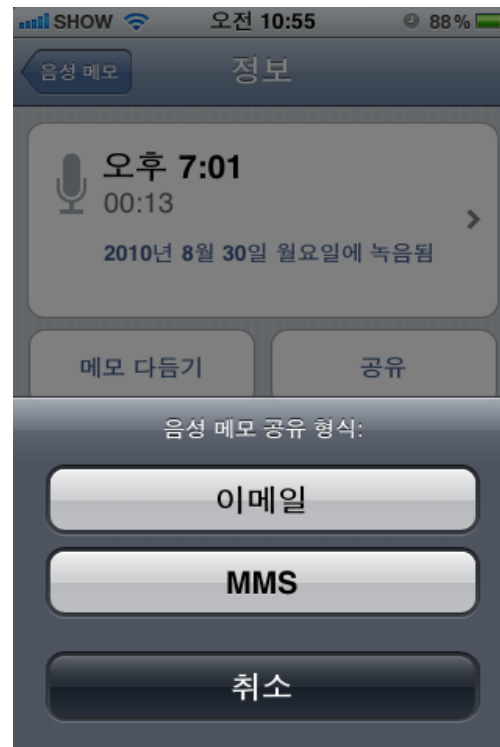 SHOW 오전 10:55 88%
음성 메모 정보
오후 7:01
00:13
2010년 8월 30일 월요일에 녹음됨
메모 다듬기 공유
음성 메모 공유 형식:
이메일
MMS
취소